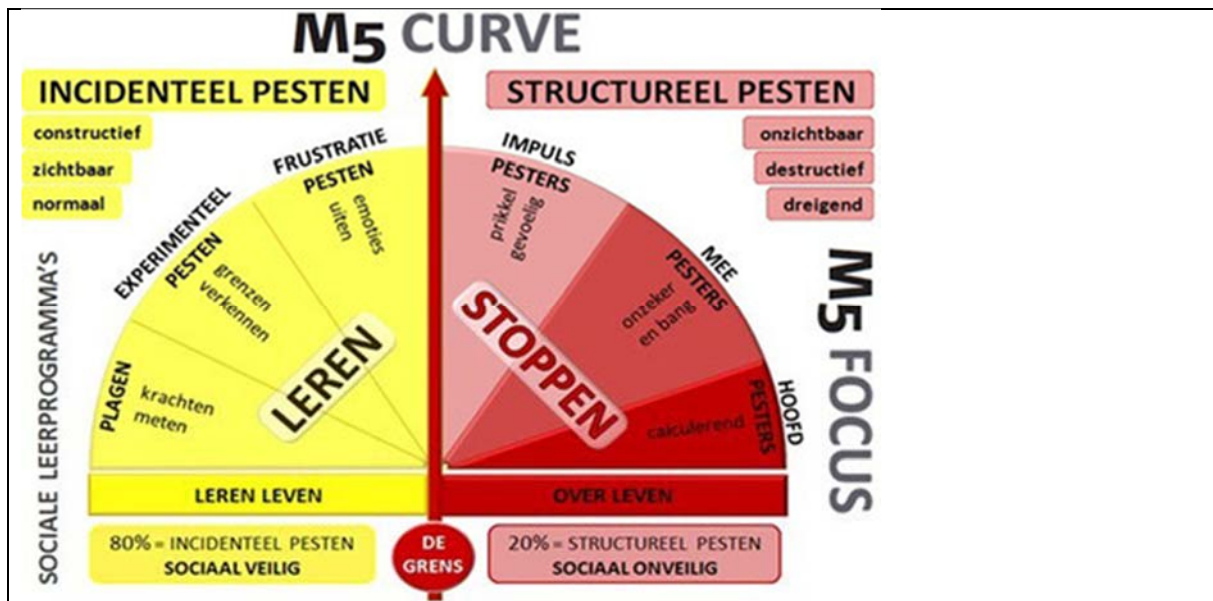 M5 CURVE
INCIDENTEEL PESTEN
constructief
zichtbaar
normaal
STRUCTUREEL PESTEN
onzichtbaar
destructief
dreigend
SOCIALE LEERPROGRAMMA'S
PLAGEN
krachten
meten
EXPERIMENTEEL
PESTEN
grenzen
verkennen
FRUSTRATIE
PESTEN
emoties
uiten
LEREN
IMPULS
PESTERS
prikkel
gevoelig
MEE
PESTERS
onzeker
en bang
HOOFD
PESTERS
calculerend
STOPPEN
M5 FOCUS
LEREN LEVEN
OVER LEVEN
80% = INCIDENTEEL PESTEN
SOCIAAL VEILIG
DE
GRENS
20% = STRUCTUREEL PESTEN
SOCIAAL ONVEILIG